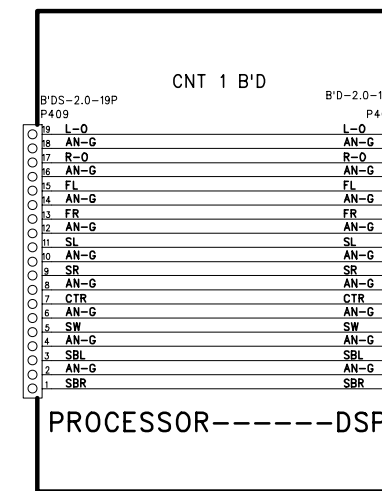 CNT 1 B'D
B'DS-2.0-19P B'D-2.0-1
P409 P4
19 L-O L-O
18 AN-G AN-G
17 R-O R-O
16 AN-G AN-G
15 FL FL
14 AN-G AN-G
13 FR FR
12 AN-G AN-G
11 SL SL
10 AN-G AN-G
9 SR SR
8 AN-G AN-G
7 CTR CTR
6 AN-G AN-G
5 SW SW
4 AN-G AN-G
3 SBL SBL
2 AN-G AN-G
1 SBR SBR
PROCESSOR------DSP